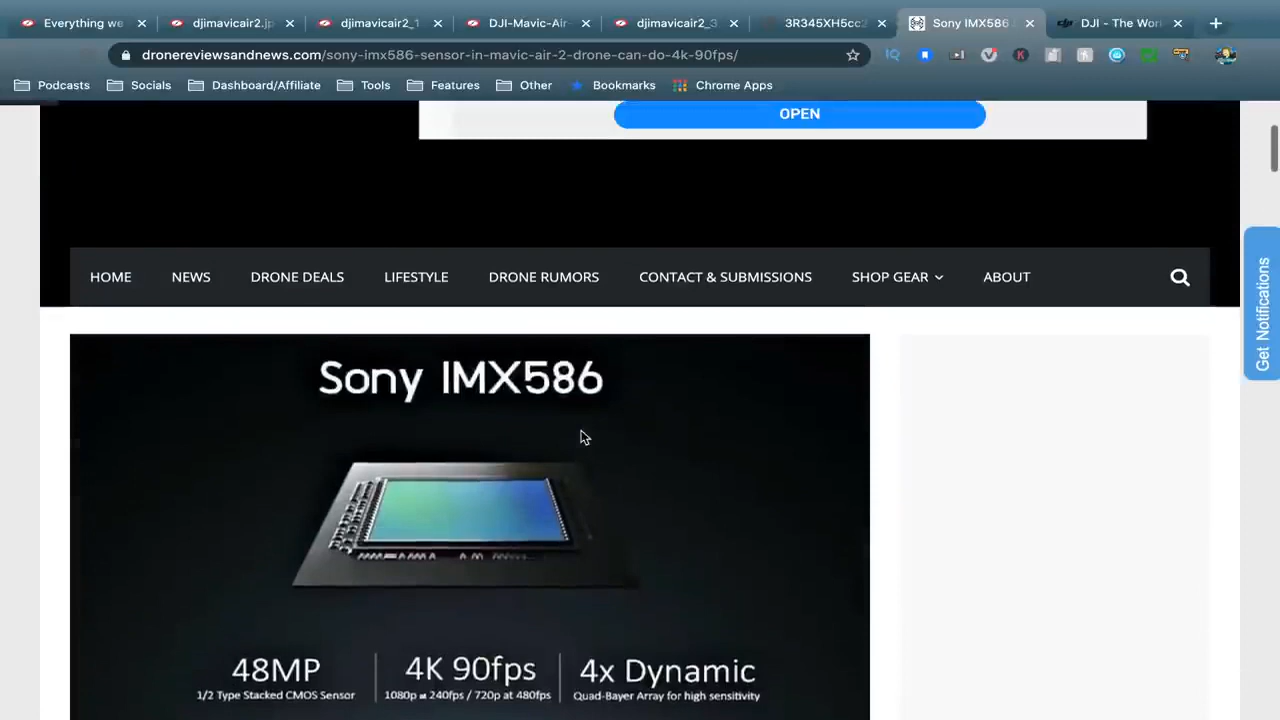 Everything we
djimavicair2.jp
djimavicair2_1
DJI-Mavic-Air-
djimavicair2_3
3R345XH5cc2
Sony IMX586
DJI - The Wor
dronereviewsandnews.com/sony-imx586-sensor-in-mavic-air-2-drone-can-do-4k-90fps/
Podcasts
Socials
Dashboard/Affiliate
Tools
Features
Other
Bookmarks
Chrome Apps
OPEN
HOME
NEWS
DRONE DEALS
LIFESTYLE
DRONE RUMORS
CONTACT & SUBMISSIONS
SHOP GEAR
ABOUT
Get Notifications
Sony IMX586
48MP
1/2 Type Stacked CMOS Sensor
4K 90fps
1080p at 240fps / 720p at 480fps
4x Dynamic
Quad-Bayer Array for high sensitivity